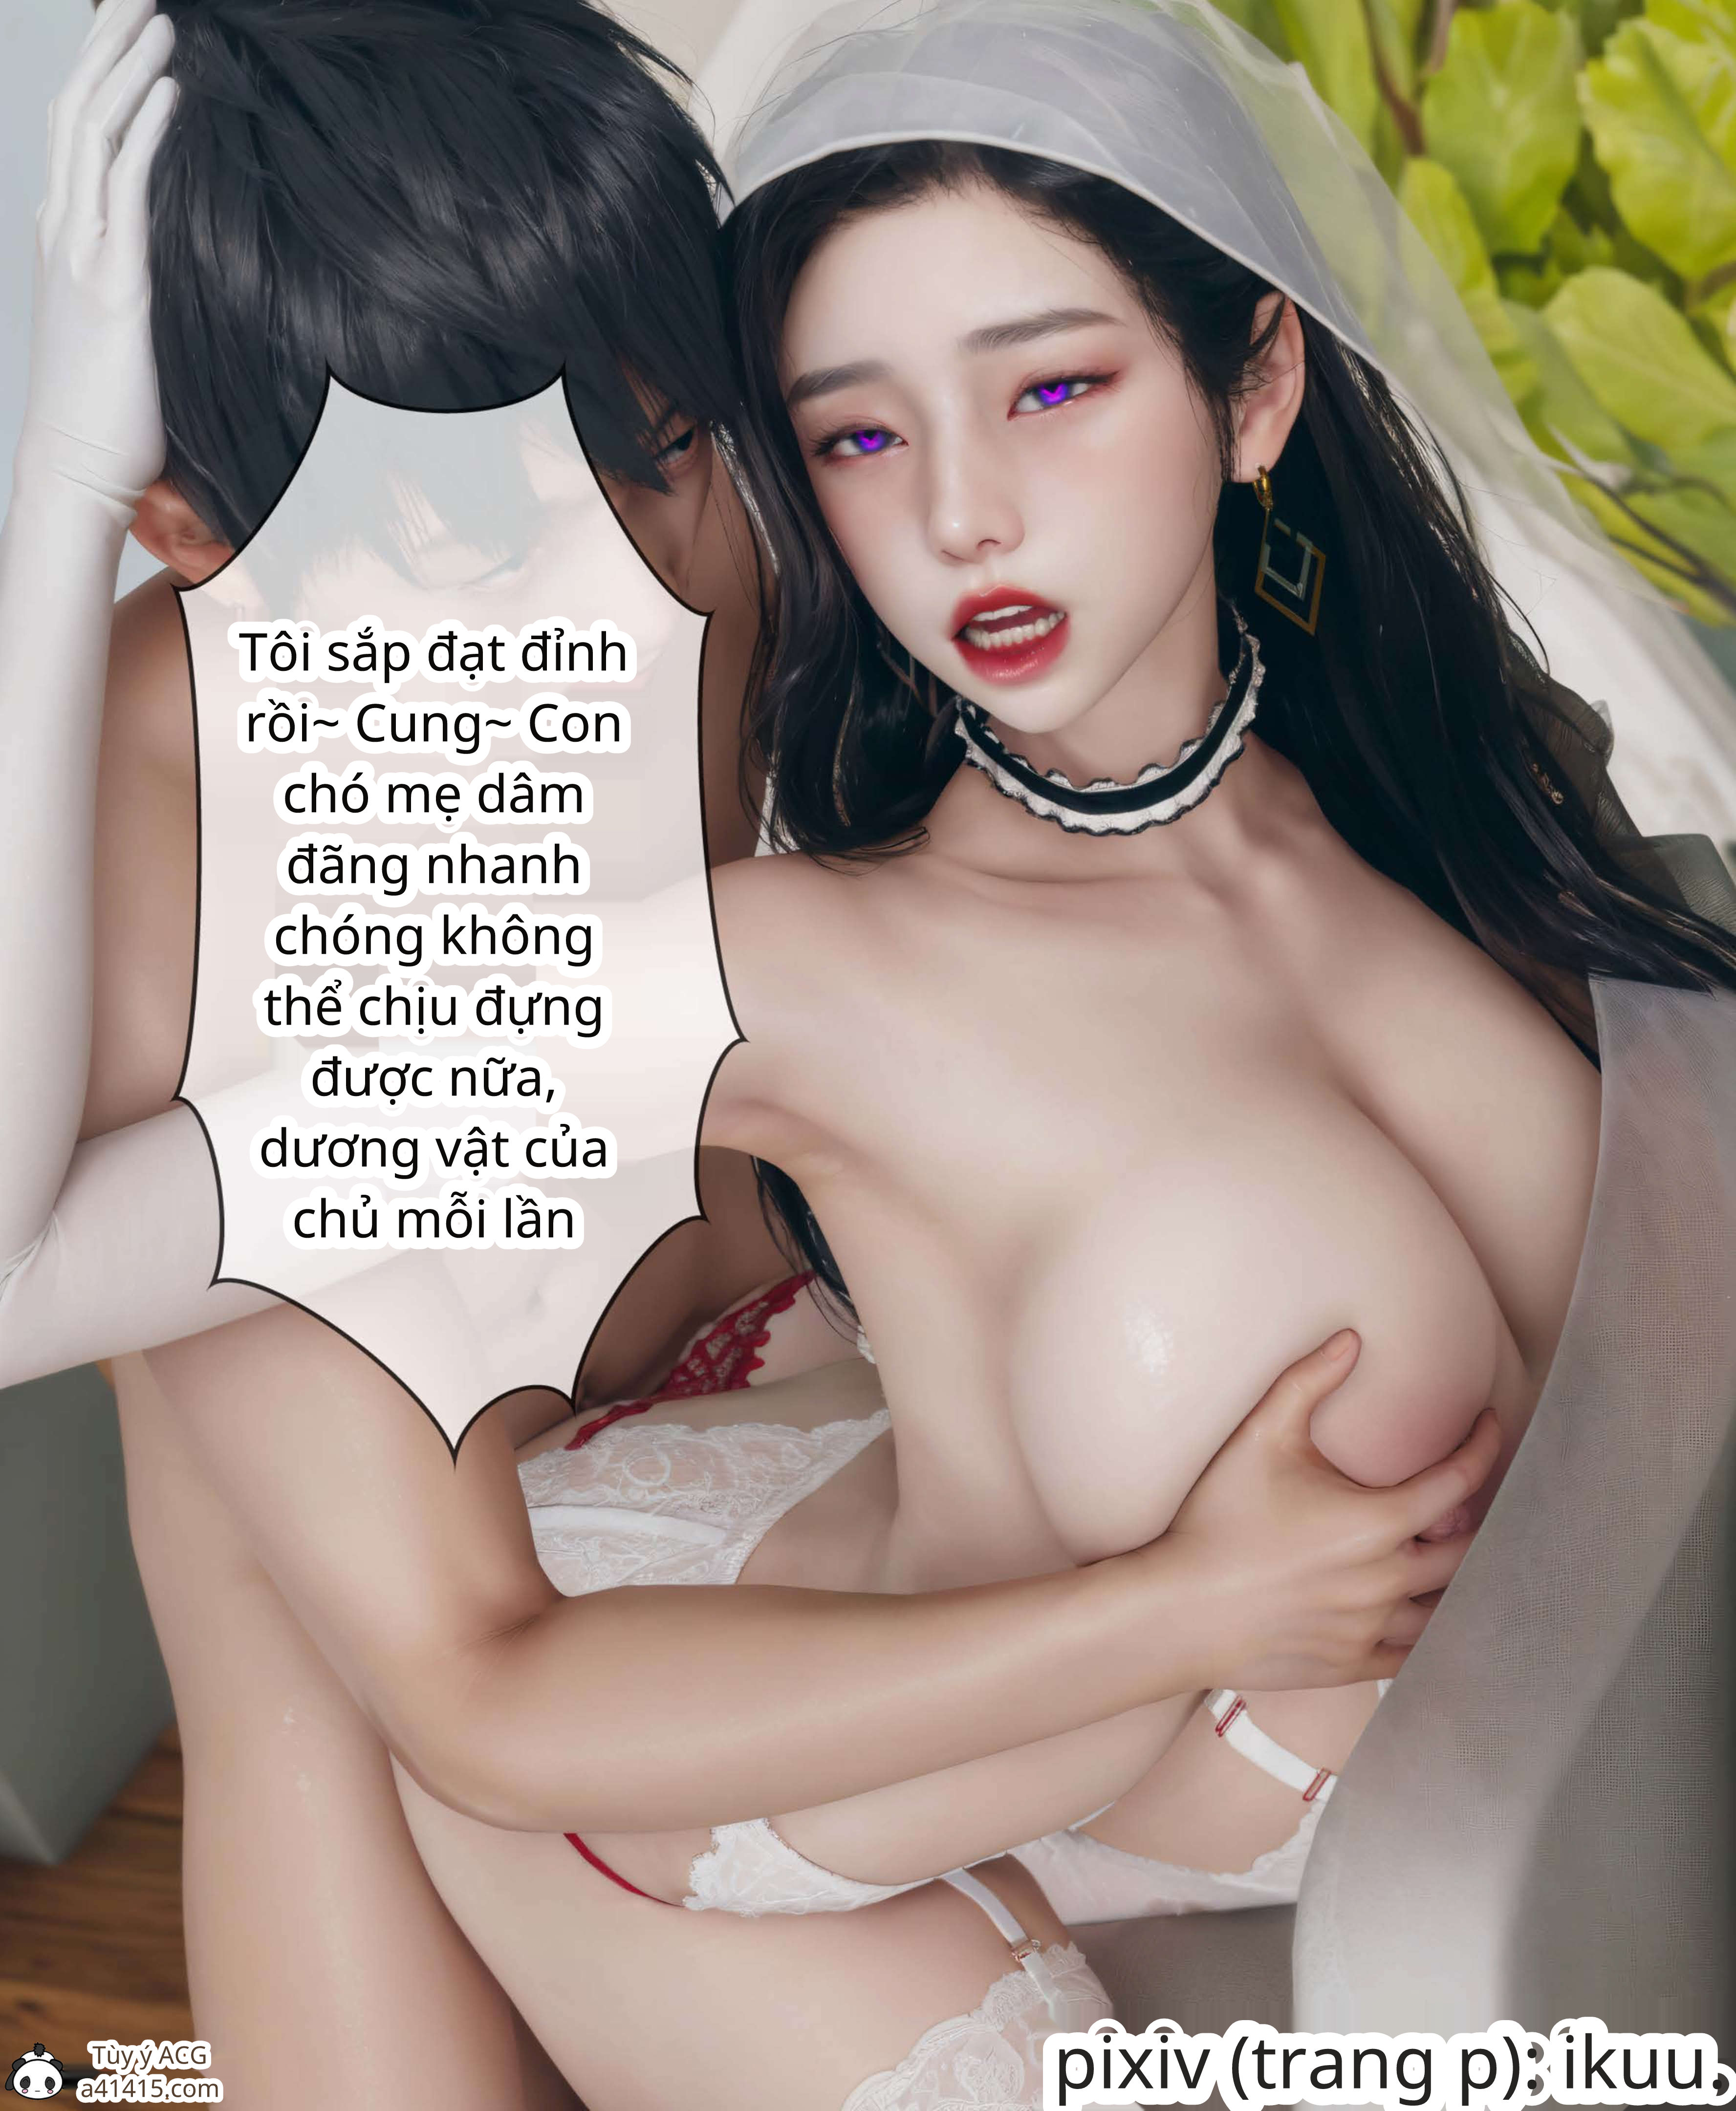 Tôi sắp đạt đỉnh
rồi~ Cung~ Con
chó mẹ dâm
đãng nhanh
chóng không
thể chịu đựng
được nữa,
dương vật của
chủ mỗi lần
Tùy ý ACG
a41415.com
pixiv (trang p): ikuu,